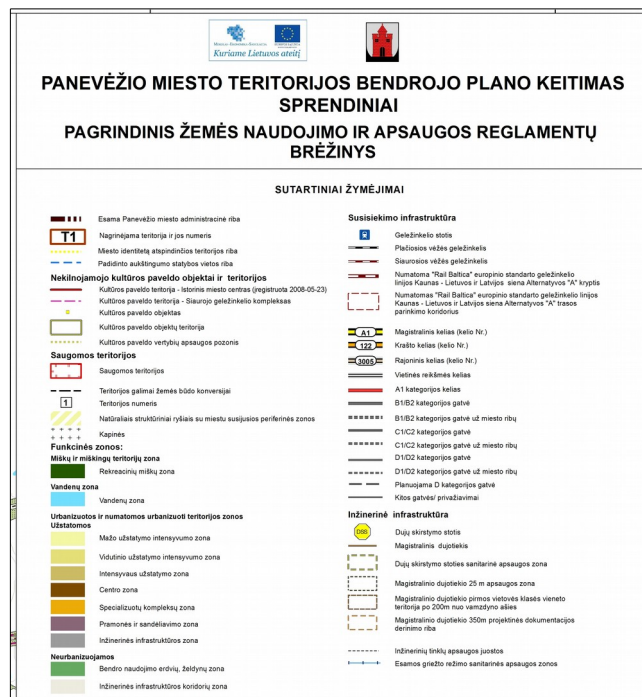 Kuriame Lietuvos ateitį
PANEVĖŽIO MIESTO TERITORIJOS BENDROJO PLANO KEITIMAS
SPRENDINIAI
PAGRINDINIS ŽEMĖS NAUDOJIMO IR APSAUGOS REGLAMENTŲ
BRĖŽINYS
SUTARTINIAI ŽYMĖJIMAI
Esama Panevėžio miesto administracinė riba
T1
Nagrinėjama teritorija ir jos numeris
Miesto identitetą atspindinčios teritorijos riba
Padidinto aukštingumo statybos vietos riba
Nekilnojamojo kultūros paveldo objektai ir teritorijos
Kultūros paveldo teritorija - Istorinis miesto centras (registruota 2008-05-23)
Kultūros paveldo teritorija - Siaurojo geležinkelio kompleksas
Kultūros paveldo objektas
Kultūros paveldo objektų teritorija
Kultūros paveldo vertybių apsaugos pozonis
Saugomos teritorijos
Saugomos teritorijos
Teritorijos galimai žemės būdo konversijai
1
Teritorijos numeris
Natūraliais struktūriniai ryšiais su miestu susijusios periferinės zonos
Kapinės
Funkcinės zonos:
Miškų ir miškingų teritorijų zona
Rekreacinių miškų zona
Vandenų zona
Vandenų zona
Urbanizuotos ir numatomos urbanizuoti teritorijos zonos
Užstatomos
Mažo užstatymo intensyvumo zona
Vidutinio užstatymo intensyvumo zona
Intensyvaus užstatymo zona
Centro zona
Specializuotų kompleksų zona
Pramonės ir sandėliavimo zona
Inžinerinės infrastruktūros zona
Neurbanizuojamos
Bendro naudojimo erdvių, želdynų zona
Inžinerinės infrastruktūros koridorių zona
Susisiekimo infrastruktūra
Geležinkelio stotis
Plačiosios vėžės geležinkelis
Siaurosios vėžės geležinkelis
Numatoma "Rail Baltica" europinio standarto geležinkelio
linijos Kaunas - Lietuvos ir Latvijos siena Alternatyvos "A" kryptis
Numatomas "Rail Baltica" europinio standarto geležinkelio linijos
Kaunas - Lietuvos ir Latvijos siena Alternatyvos "A" trasos
parinkimo koridorius
A1
Magistralinis kelias (kelio Nr.)
122
Krašto kelias (kelio Nr.)
3005
Rajoninis kelias (kelio Nr.)
Vietinės reikšmės kelias
A1 kategorijos kelias
B1/B2 kategorijos gatvė
B1/B2 kategorijos gatvė už miesto ribų
C1/C2 kategorijos gatvė
C1/C2 kategorijos gatvė už miesto ribų
D1/D2 kategorijos gatvė
D1/D2 kategorijos gatvė už miesto ribų
Planuojama D kategorijos gatvė
Kitos gatvės/ privažiavimai
Inžinerinė infrastruktūra
DSS
Dujų skirstymo stotis
Magistralinis dujotiekis
Dujų skirstymo stoties sanitarinė apsaugos zona
Magistralinio dujotiekio 25 m apsaugos zona
Magistralinio dujotiekio pirmos vietovės klasės vieneto
teritorija po 200m nuo vamzdyno ašies
Magistralinio dujotiekio 350m projektinės dokumentacijos
derinimo riba
Inžinerinių tinklų apsaugos juostos
Esamos griežto režimo sanitarinės apsaugos zonos